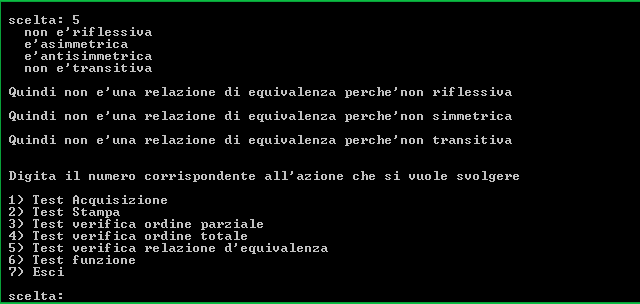 scelta: 5
non e'riflessiva
e'asimmetrica
e'antisimmetrica
non e'transitiva
Quindi non e'una relazione di equivalenza perche'non riflessiva
Quindi non e'una relazione di equivalenza perche'non simmetrica
Quindi non e'una relazione di equivalenza perche'non transitiva
Digita il numero corrispondente all'azione che si vuole svolgere
1) Test Acquisizione
2) Test Stampa
3) Test verifica ordine parziale
4) Test verifica ordine totale
5) Test verifica relazione d'equivalenza
6) Test funzione
7) Esci
scelta: